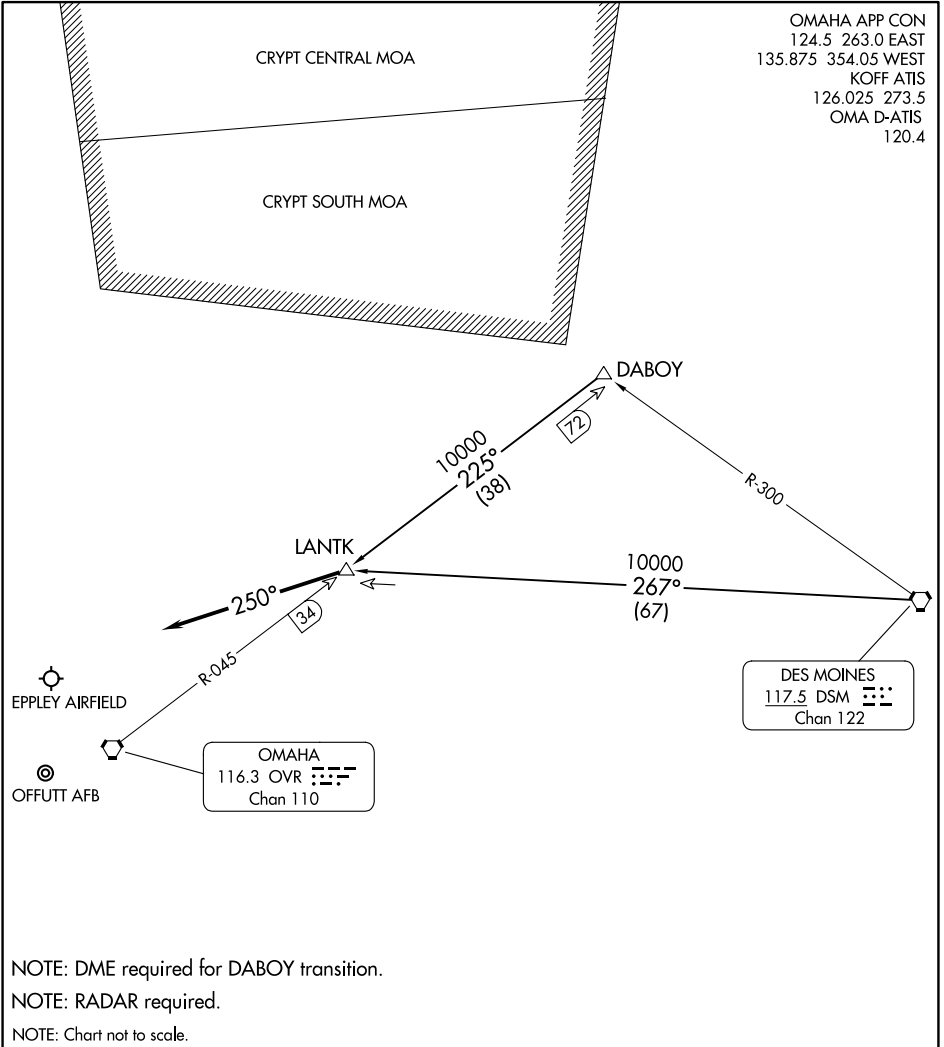 OMAHA APP CON
124.5 263.0 EAST
135.875 354.05 WEST
KOFF ATIS
126.025 273.5
OMA D-ATIS
120.4
CRYPT CENTRAL MOA
CRYPT SOUTH MOA
DABOY
72
10000
225°
(38)
R-300
LANTK
10000
267°
(67)
250°
34
R-045
EPPLEY AIRFIELD
DES MOINES
117.5 DSM
Chan 122
OMAHA
116.3 OVR
Chan 110
OFFUTT AFB
NOTE: DME required for DABOY transition.
NOTE: RADAR required.
NOTE: Chart not to scale.